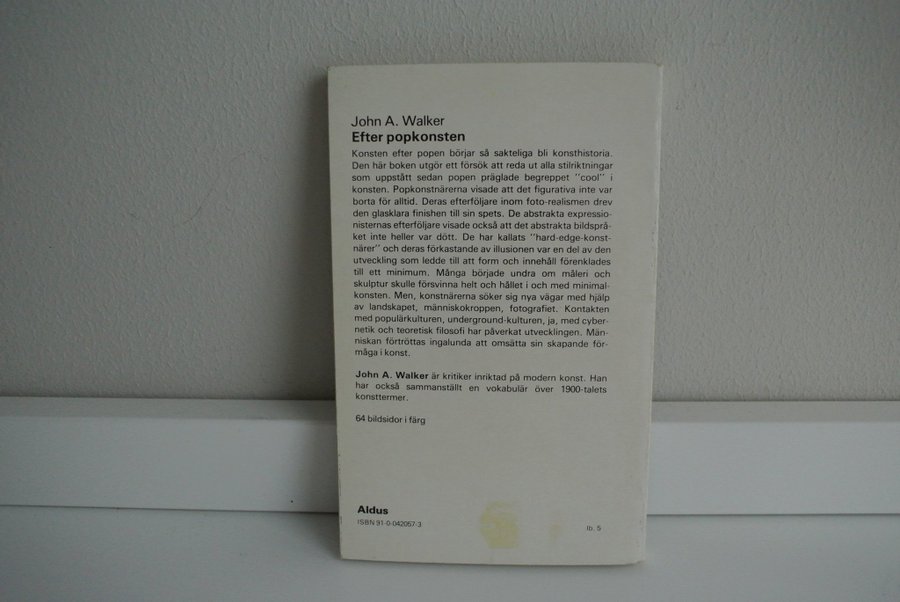 John A. Walker
Efter popkonsten
Konsten efter popen börjar så sakteliga bli konsthistoria.
Den här boken utgör ett försök att reda ut alla stilriktningar
som uppstått sedan popen präglade begreppet ''cool'' i
konsten. Popkonstnärerna visade att det figurativa inte var
borta för alltid. Deras efterföljare inom foto-realismen drev
den glasklara finishen till sin spets. De abstrakta expressio-
nisternas efterföljare visade också att det abstrakta bildsprå-
ket inte heller var dött. De har kallats ''hard-edge-konst-
närer'' och deras förkastande av illusionen var en del av den
utveckling som ledde till att form och innehåll förenklades
till ett minimum. Många började undra om måleri och
skulptur skulle försvinna helt och hållet i och med minimal-
konsten. Men, konstnärerna söker sig nya vägar med hjälp
av landskapet, människokroppen, fotografiet. Kontakten
med populärkulturen, underground-kulturen, ja, med cyber-
netik och teoretisk filosofi har påverkat utvecklingen. Män-
niskan förtröttas ingalunda att omsätta sin skapande för-
måga i konst.
John A. Walker är kritiker inriktad på modern konst. Han
har också sammanställt en vokabulär över 1900-talets
konsttermer.
64 bildsidor i färg
Aldus
ISBN 91-0-042057-3
lb. 5